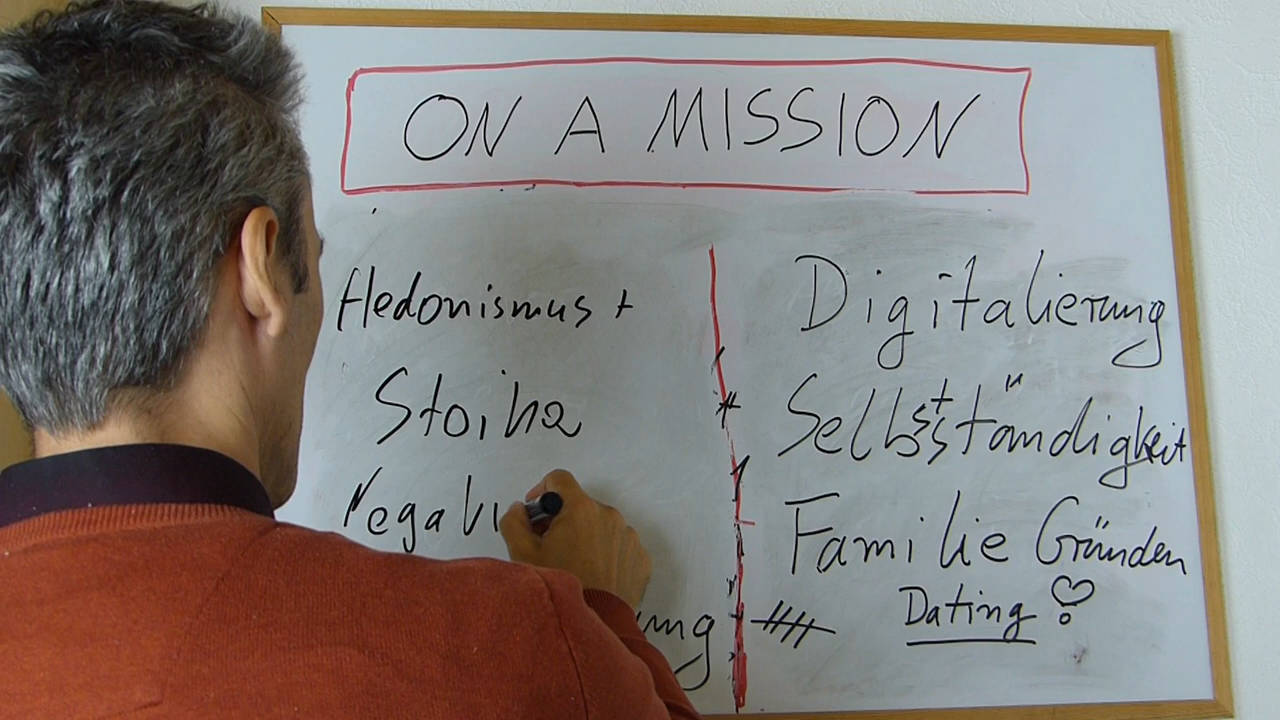 ON A MISSION
Hedonismus +
Stoika
Digitalierung
Selbstständigkeit
Familie Gründen
Dating